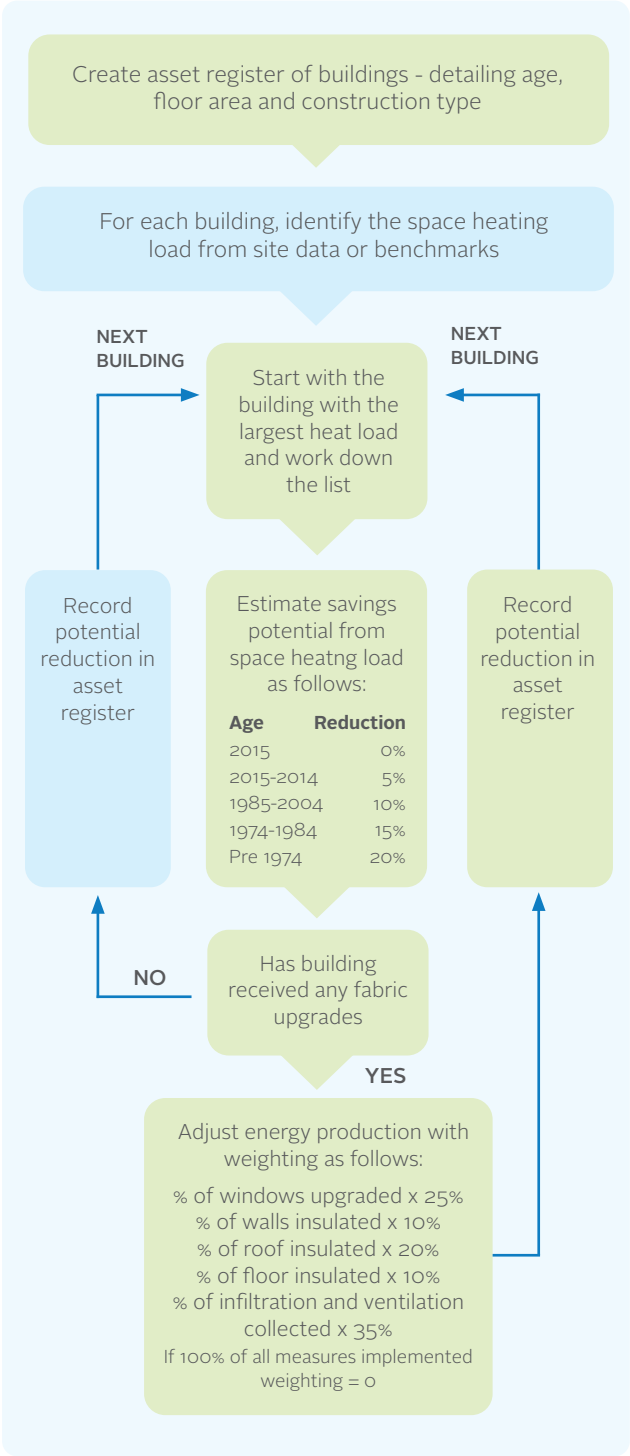 Create asset register of buildings - detailing age,
floor area and construction type
For each building, identify the space heating
load from site data or benchmarks
NEXT
BUILDING
NEXT
BUILDING
Start with the
building with the
largest heat load
and work down
the list
Record
potential
reduction in
asset
register
Estimate savings
potential from
space heatng load
as follows:
Age Reduction
2015 0%
2015-2014 5%
1985-2004 10%
1974-1984 15%
Pre 1974 20%
Record
potential
reduction in
asset
register
NO
Has building
received any fabric
upgrades
YES
Adjust energy production with
weighting as follows:
% of windows upgraded x 25%
% of walls insulated x 10%
% of roof insulated x 20%
% of floor insulated x 10%
% of infiltration and ventilation
collected x 35%
If 100% of all measures implemented
weighting = 0